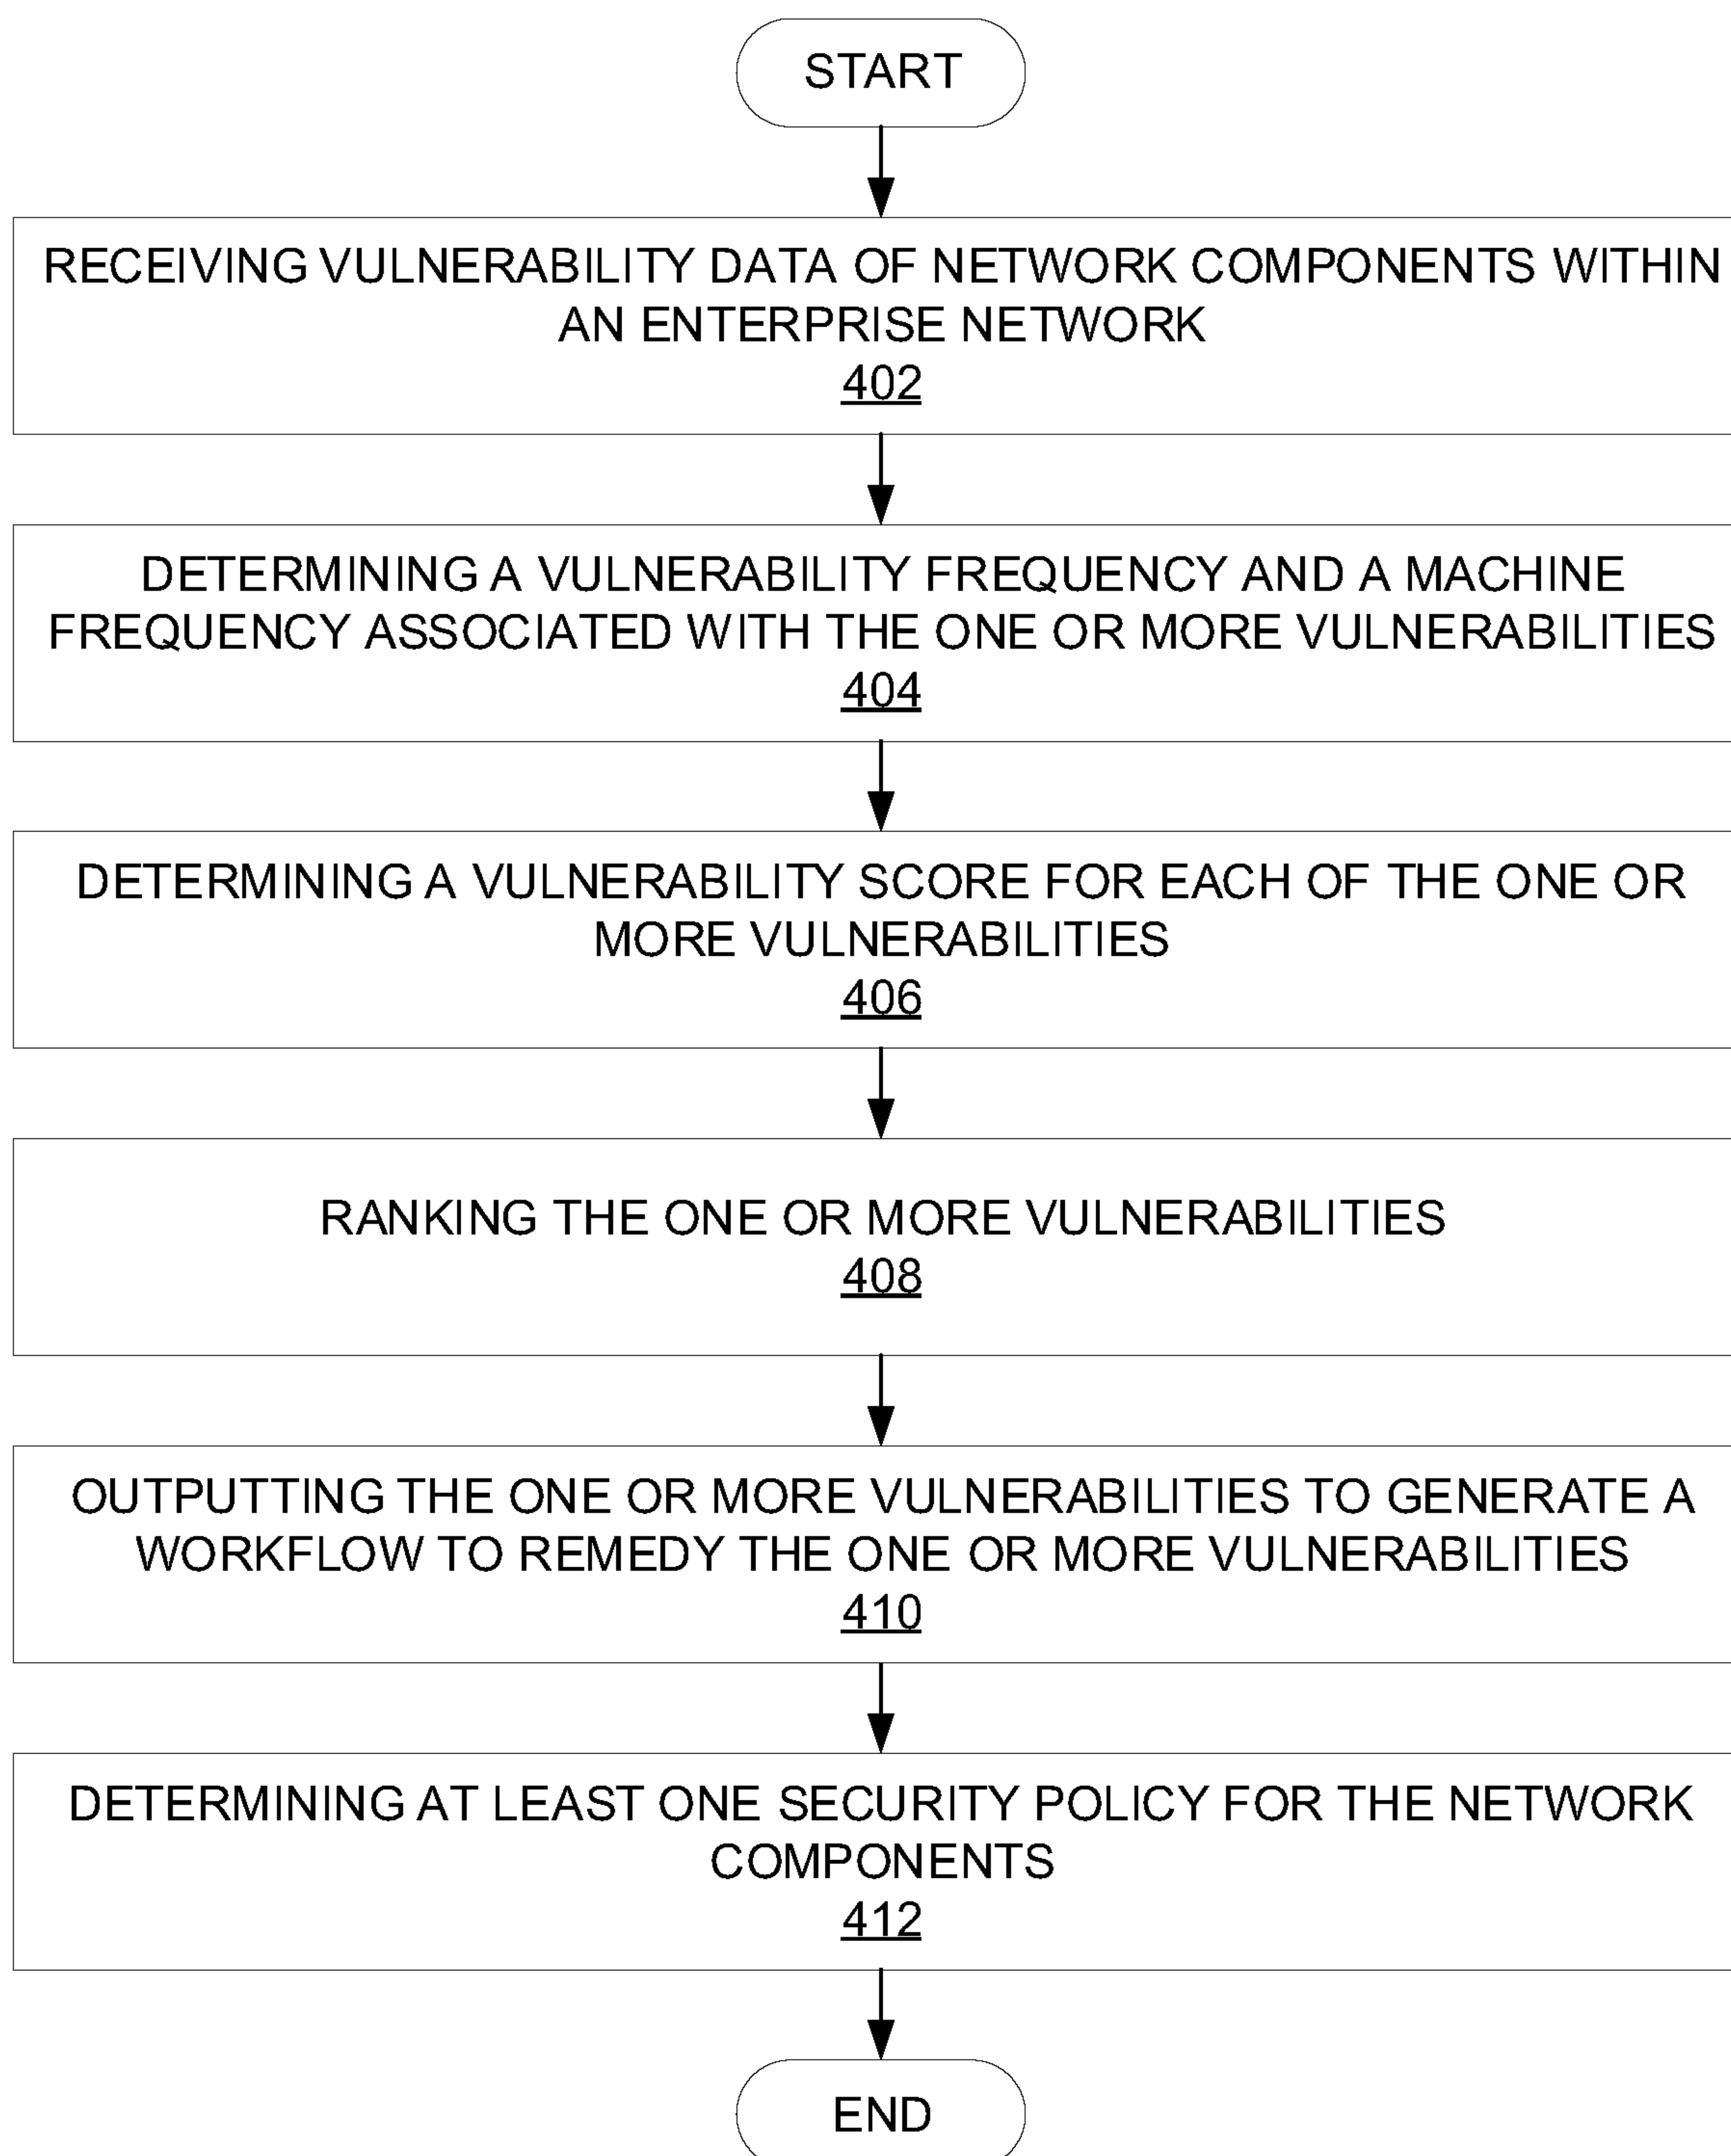 START
RECEIVING VULNERABILITY DATA OF NETWORK COMPONENTS WITHIN
AN ENTERPRISE NETWORK
402
DETERMINING A VULNERABILITY FREQUENCY AND A MACHINE
FREQUENCY ASSOCIATED WITH THE ONE OR MORE VULNERABILITIES
404
DETERMINING A VULNERABILITY SCORE FOR EACH OF THE ONE OR
MORE VULNERABILITIES
406
RANKING THE ONE OR MORE VULNERABILITIES
408
OUTPUTTING THE ONE OR MORE VULNERABILITIES TO GENERATE A
WORKFLOW TO REMEDY THE ONE OR MORE VULNERABILITIES
410
DETERMINING AT LEAST ONE SECURITY POLICY FOR THE NETWORK
COMPONENTS
412
END